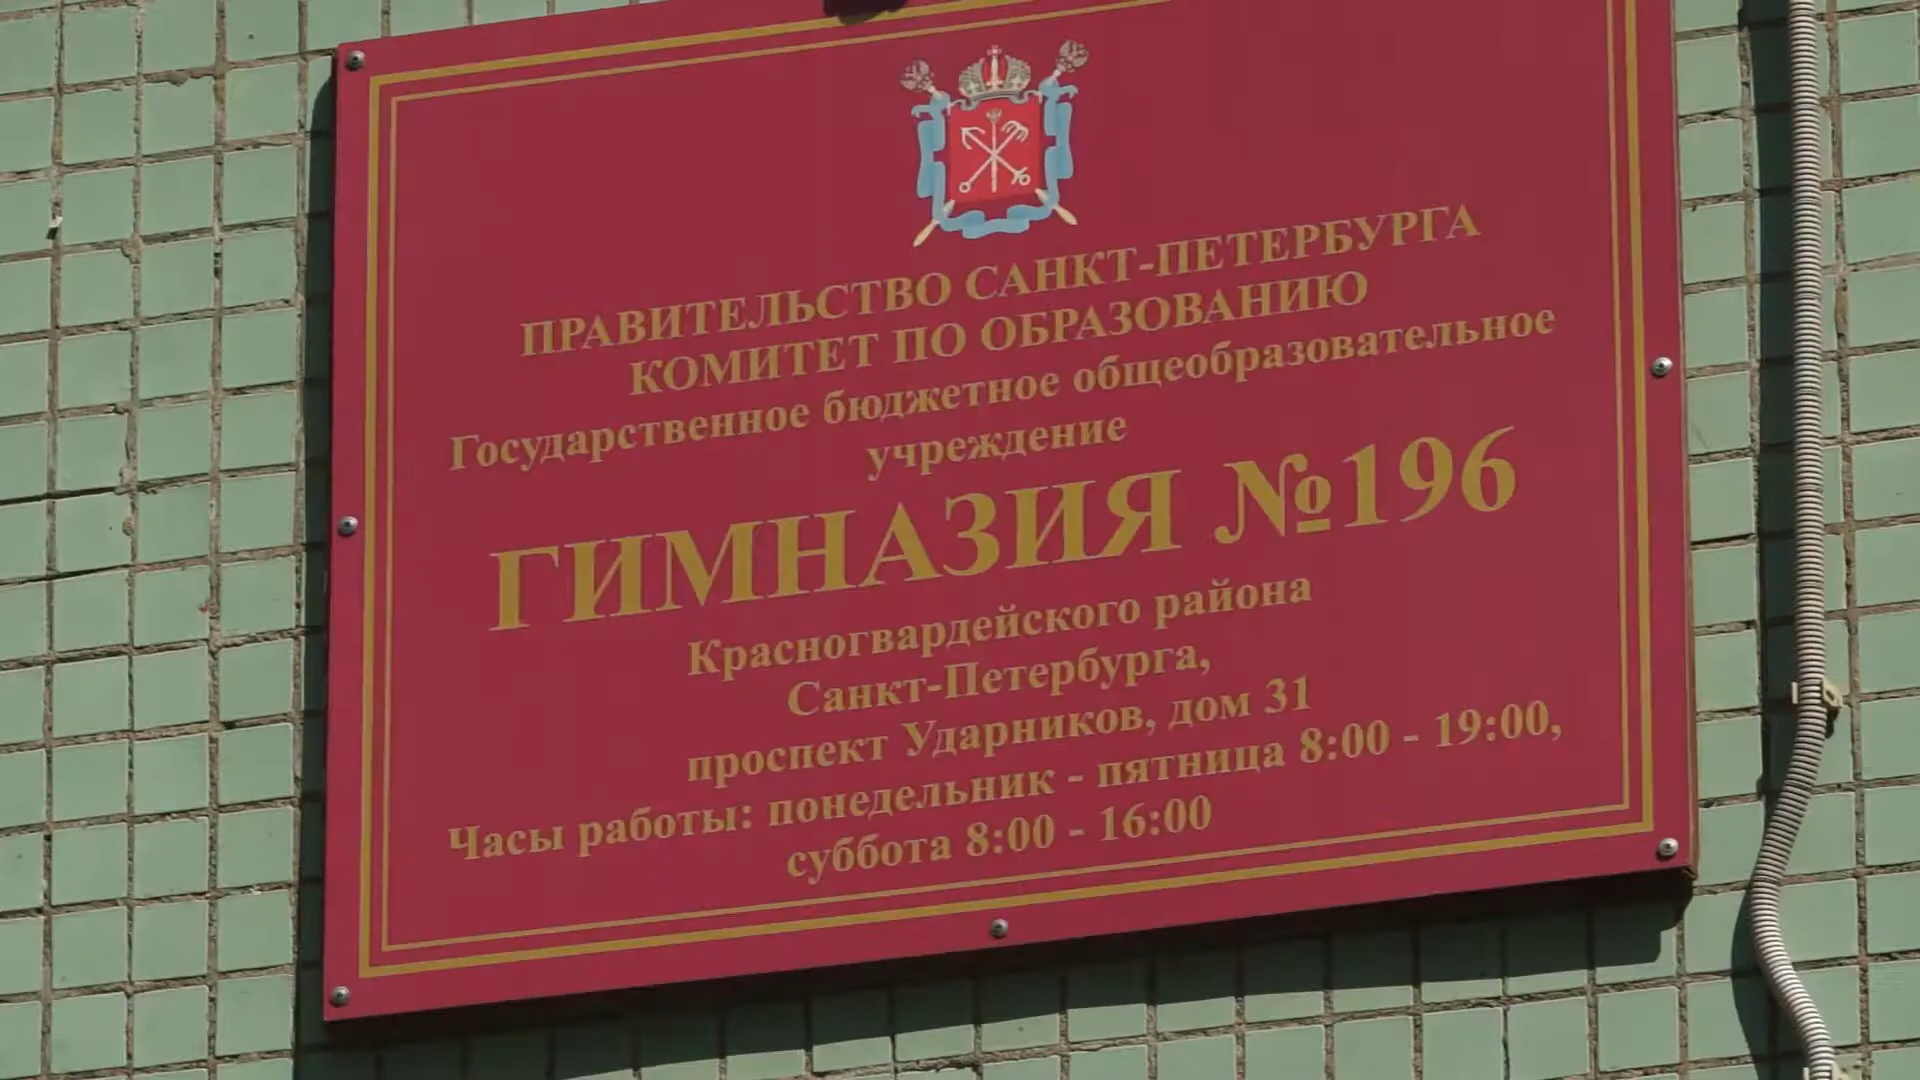 ПРАВИТЕЛЬСТВО САНКТ-ПЕТЕРБУРГА
КОМИТЕТ ПО ОБРАЗОВАНИЮ
Государственное бюджетное общеобразовательное
учреждение
ГИМНАЗИЯ №196
Красногвардейского района
Санкт-Петербурга,
проспект Ударников, дом 31
Часы работы: понедельник - пятница 8:00 - 19:00,
суббота 8:00 - 16:00